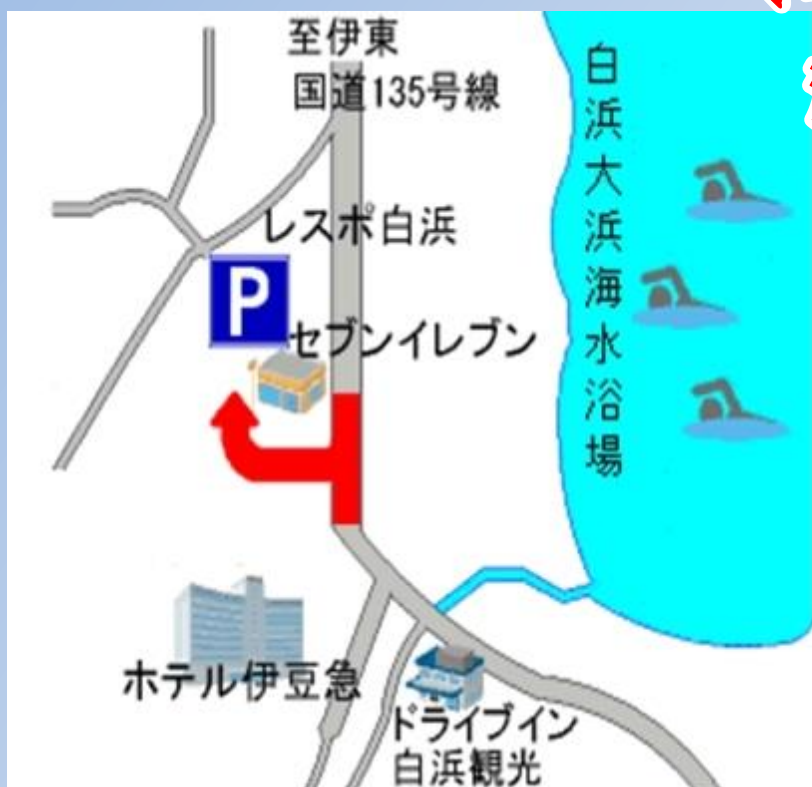 至伊東
国道135号線
白浜大浜海水浴場
レスポ白浜
P
セブンイレブン
ホテル伊豆急
ドライブイン
白浜観光